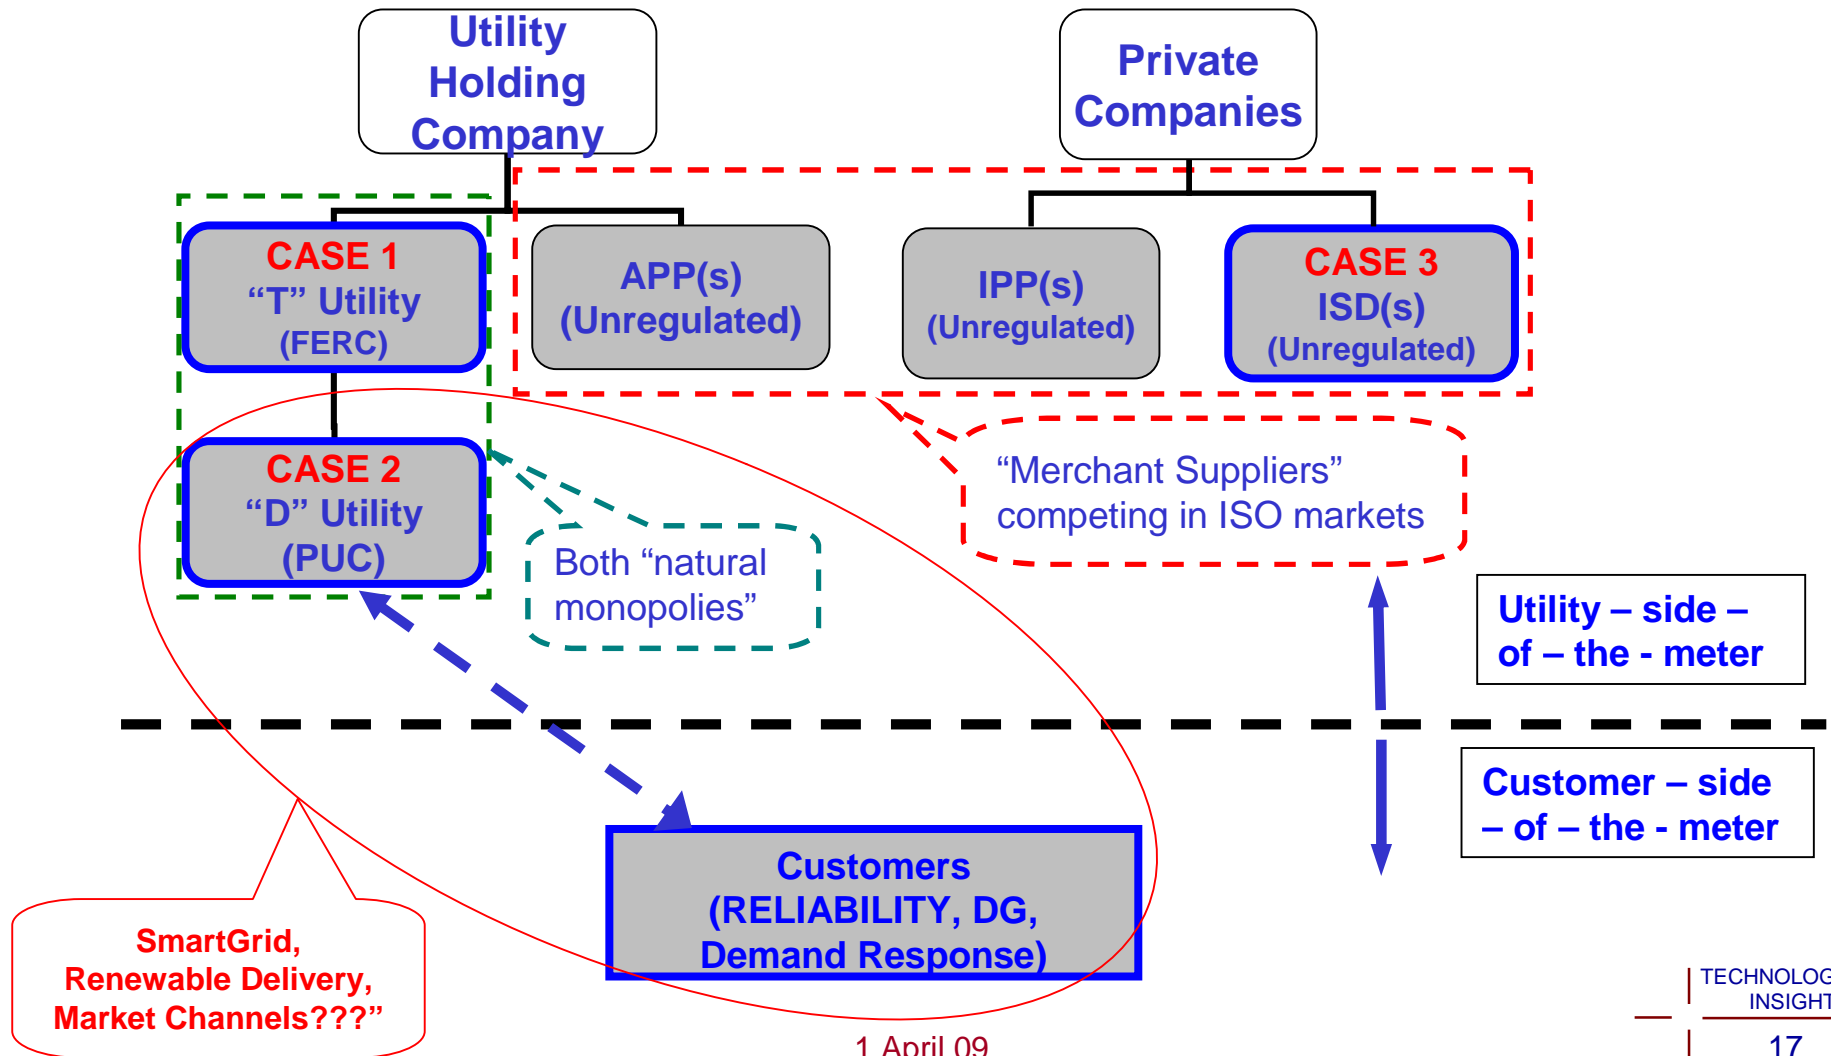 Utility
Holding
Company
Private
Companies
CASE 1
“T” Utility
(FERC)
APP(s)
(Unregulated)
IPP(s)
(Unregulated)
CASE 3
ISD(s)
(Unregulated)
CASE 2
“D” Utility
(PUC)
Both “natural
monopolies”
“Merchant Suppliers”
competing in ISO markets
Utility – side –
of – the - meter
Customer – side
– of – the - meter
Customers
(RELIABILITY, DG,
Demand Response)
SmartGrid,
Renewable Delivery,
Market Channels???”
1 April 09
TECHNOLOG
INSIGHT
17